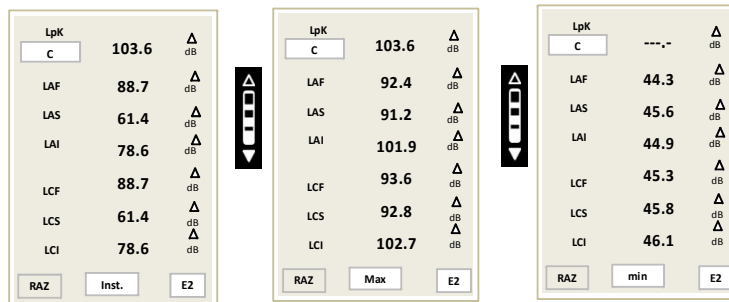 LpK
C 103.6 Δ dB
LAF 88.7 Δ dB
LAS 61.4 Δ dB
LAI 78.6 Δ dB
LCF 88.7 Δ dB
LCS 61.4 Δ dB
LCI 78.6 Δ dB
RAZ Inst. E2
LpK
C 103.6 Δ dB
LAF 92.4 Δ dB
LAS 91.2 Δ dB
LAI 101.9 Δ dB
LCF 93.6 Δ dB
LCS 92.8 Δ dB
LCI 102.7 Δ dB
RAZ Max E2
LpK
C ---.- Δ dB
LAF 44.3 Δ dB
LAS 45.6 Δ dB
LAI 44.9 Δ dB
LCF 45.3 Δ dB
LCS 45.8 Δ dB
LCI 46.1 Δ dB
RAZ min E2